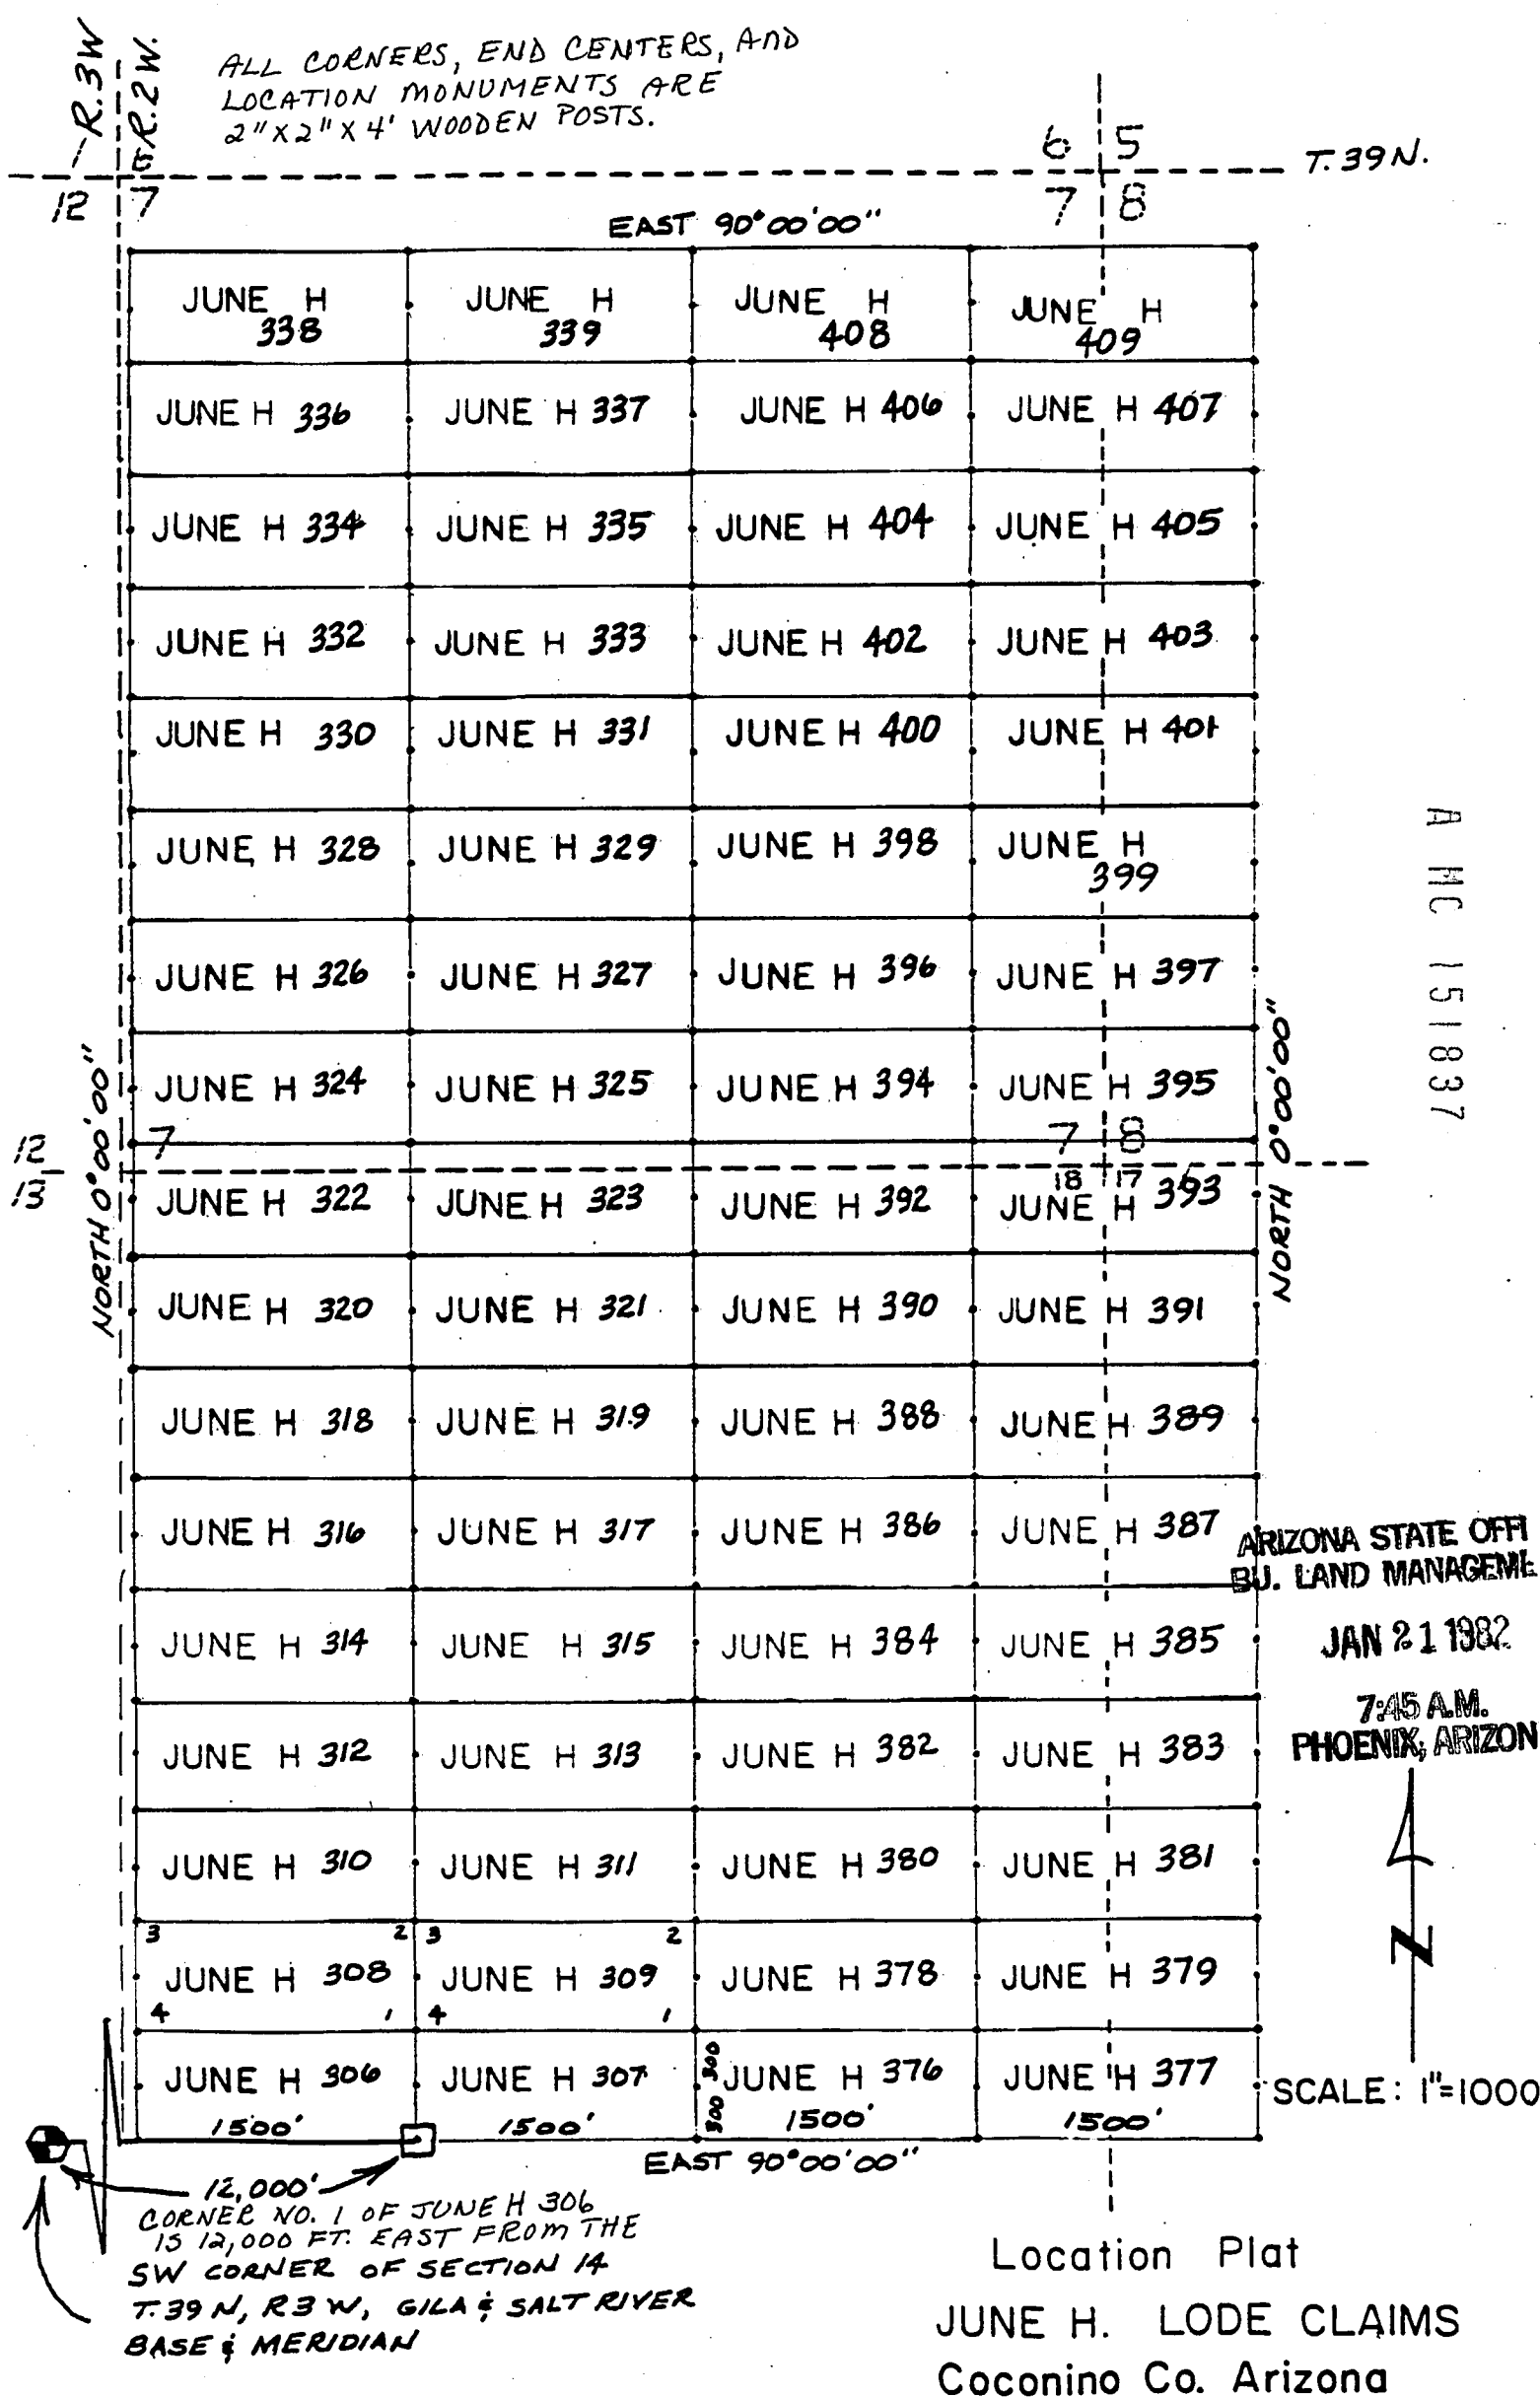 R.3W
R.2W.
ALL CORNERS, END CENTERS, AND
LOCATION MONUMENTS ARE
2"X2"X4' WOODEN POSTS.
6 5
T.39N.
12 7
7 8
EAST 90°00'00"
JUNE H 338 JUNE H 339 JUNE H 408 JUNE H 409
JUNE H 336 JUNE H 337 JUNE H 406 JUNE H 407
JUNE H 334 JUNE H 335 JUNE H 404 JUNE H 405
JUNE H 332 JUNE H 333 JUNE H 402 JUNE H 403
JUNE H 330 JUNE H 331 JUNE H 400 JUNE H 401
JUNE H 328 JUNE H 329 JUNE H 398 JUNE H 399
JUNE H 326 JUNE H 327 JUNE H 396 JUNE H 397
JUNE H 324 JUNE H 325 JUNE H 394 JUNE H 395
12 7 7 8
13 18 17
JUNE H 322 JUNE H 323 JUNE H 392 JUNE H 393
JUNE H 320 JUNE H 321 JUNE H 390 JUNE H 391
JUNE H 318 JUNE H 319 JUNE H 388 JUNE H 389
JUNE H 316 JUNE H 317 JUNE H 386 JUNE H 387
JUNE H 314 JUNE H 315 JUNE H 384 JUNE H 385
JUNE H 312 JUNE H 313 JUNE H 382 JUNE H 383
JUNE H 310 JUNE H 311 JUNE H 380 JUNE H 381
3 2 3 2
JUNE H 308 JUNE H 309 JUNE H 378 JUNE H 379
4 1 4 1
JUNE H 306 JUNE H 307 JUNE H 376 JUNE H 377
300 300
1500' 1500' 1500' 1500'
EAST 90°00'00"
NORTH 0°00'00"
NORTH 0°00'00"
A MC 151837
ARIZONA STATE OFFI
BU. LAND MANAGEME
JAN 21 1982
7:45 A.M.
PHOENIX, ARIZON
N
SCALE: 1"=1000
12,000'
CORNER NO. 1 OF JUNE H 306
IS 12,000 FT. EAST FROM THE
SW CORNER OF SECTION 14
T.39 N, R3W, GILA & SALT RIVER
BASE & MERIDIAN
Location Plat
JUNE H. LODE CLAIMS
Coconino Co. Arizona